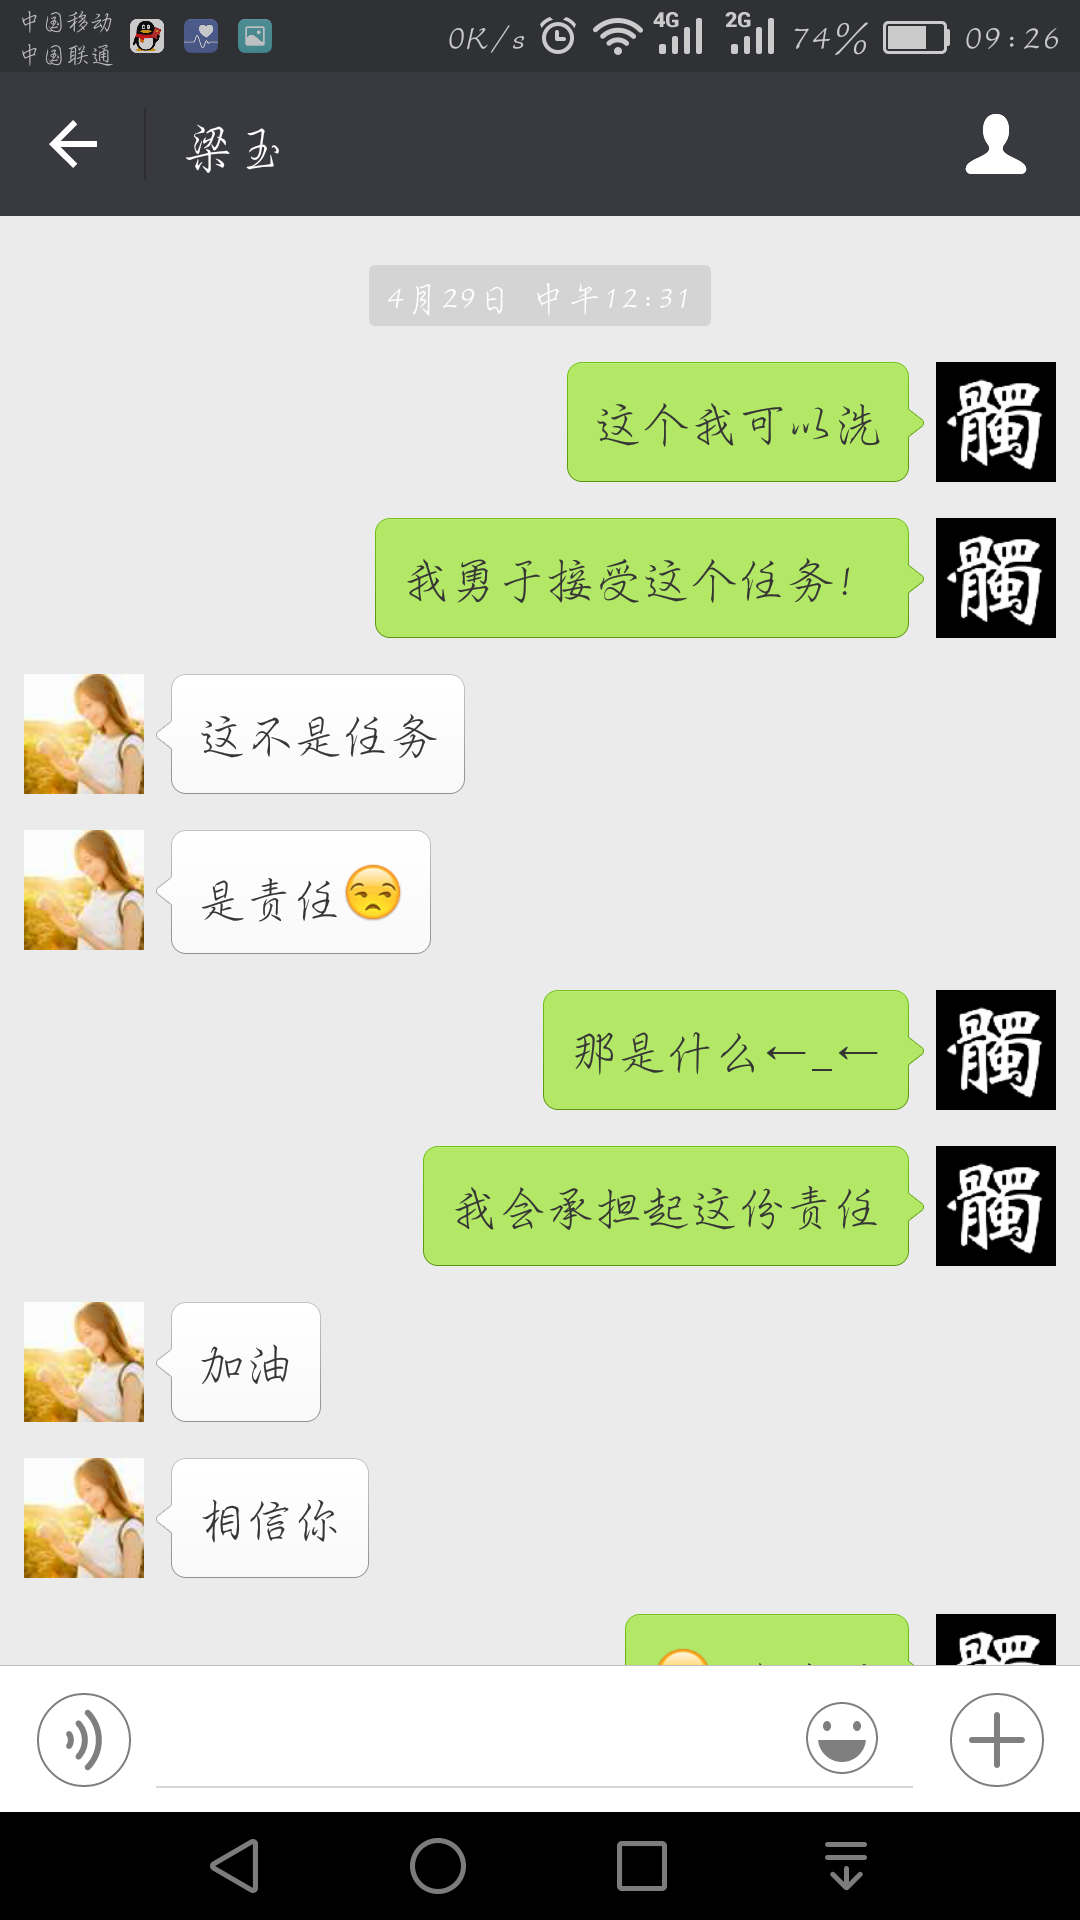 中国移动
中国联通
0K/s 4G 2G 74% 09:26
梁玉
4月29日 中午12:31
这个我可以洗
髑
我勇于接受这个任务!
髑
这不是任务
是责任😒
那是什么←_←
髑
我会承担起这份责任
髑
加油
相信你